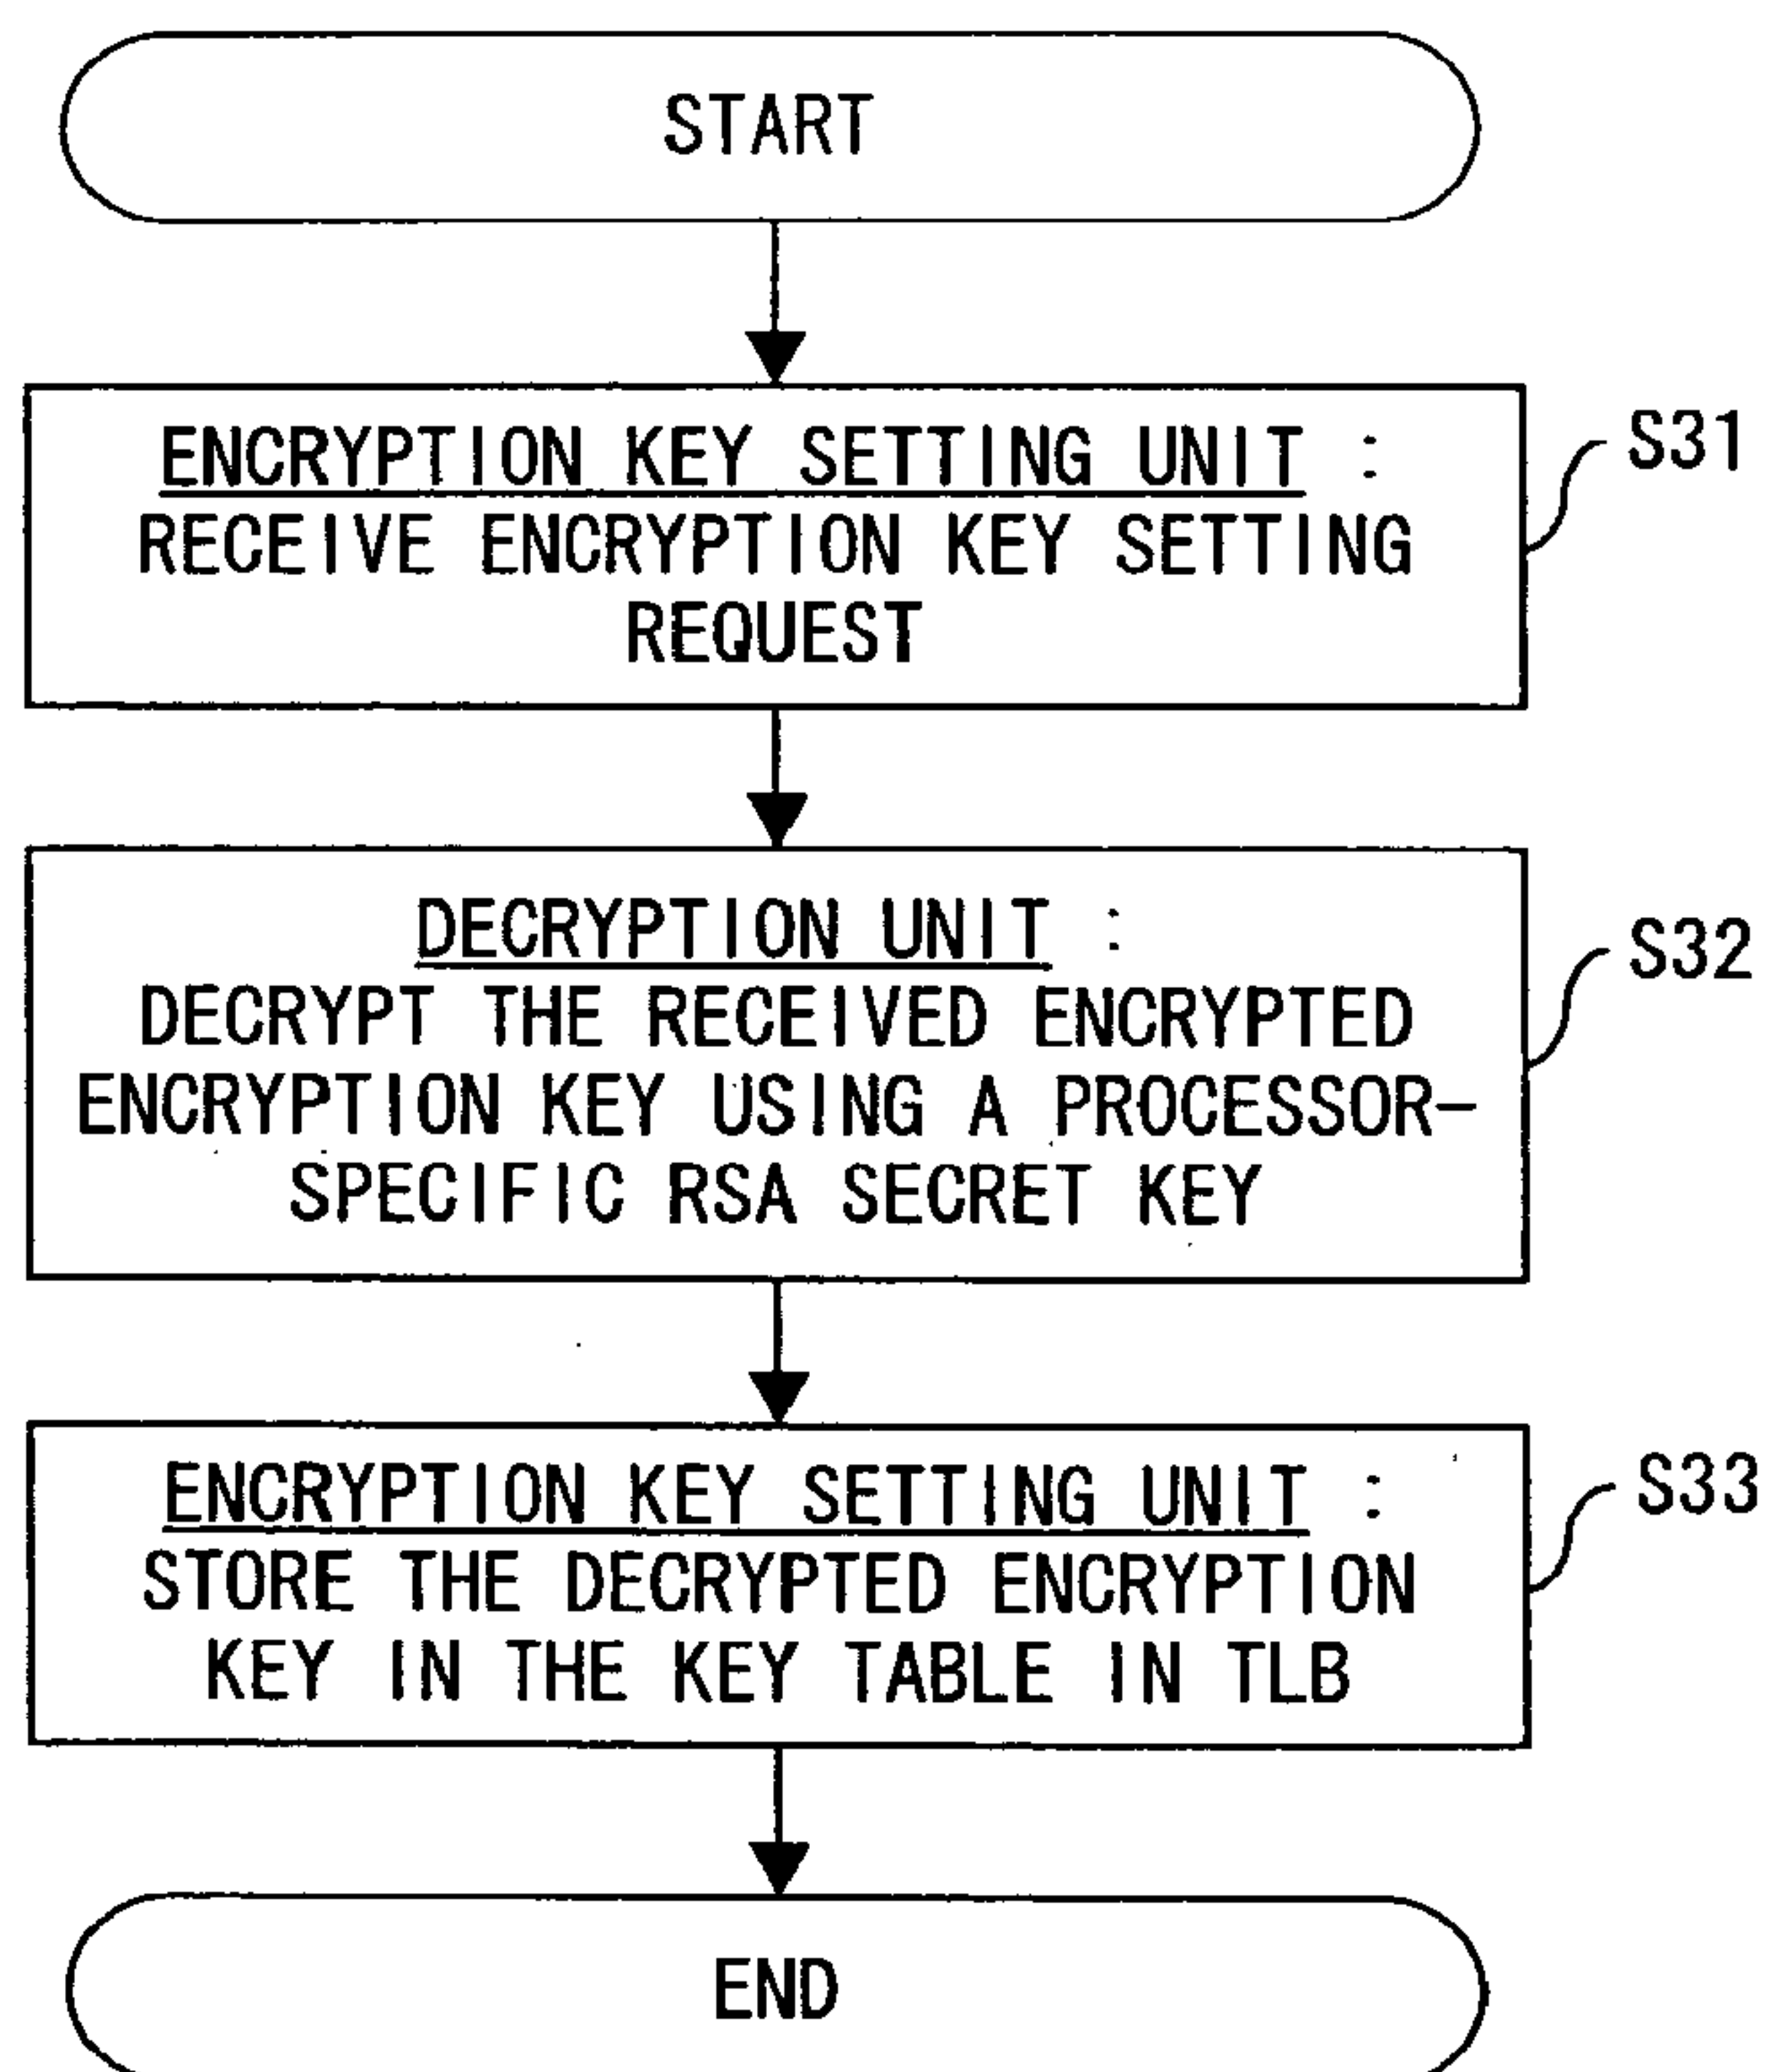 START
ENCRYPTION KEY SETTING UNIT :
RECEIVE ENCRYPTION KEY SETTING
REQUEST
S31
DECRYPTION UNIT :
DECRYPT THE RECEIVED ENCRYPTED
ENCRYPTION KEY USING A PROCESSOR-
SPECIFIC RSA SECRET KEY
S32
ENCRYPTION KEY SETTING UNIT :
STORE THE DECRYPTED ENCRYPTION
KEY IN THE KEY TABLE IN TLB
S33
END